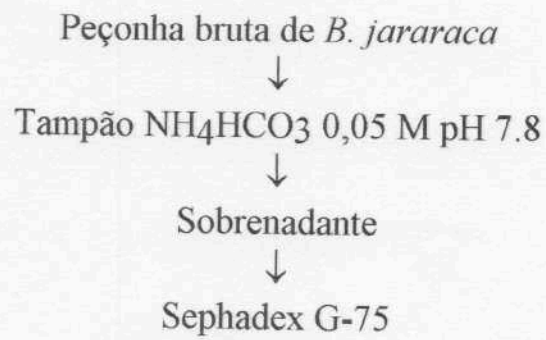 Peçonha bruta de B. jararaca
↓
Tampão NH4HCO3 0,05 M pH 7.8
↓
Sobrenadante
↓
Sephadex G-75